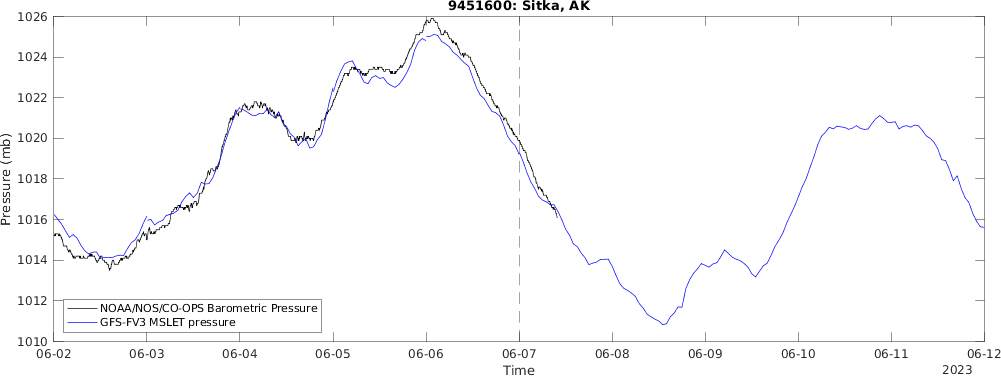 9451600: Sitka, AK
Pressure (mb)
1026
1024
1022
1020
1018
1016
1014
1012
1010
NOAA/NOS/CO-OPS Barometric Pressure
GFS-FV3 MSLET pressure
06-02 06-03 06-04 06-05 06-06 06-07 06-08 06-09 06-10 06-11 06-12
Time
2023